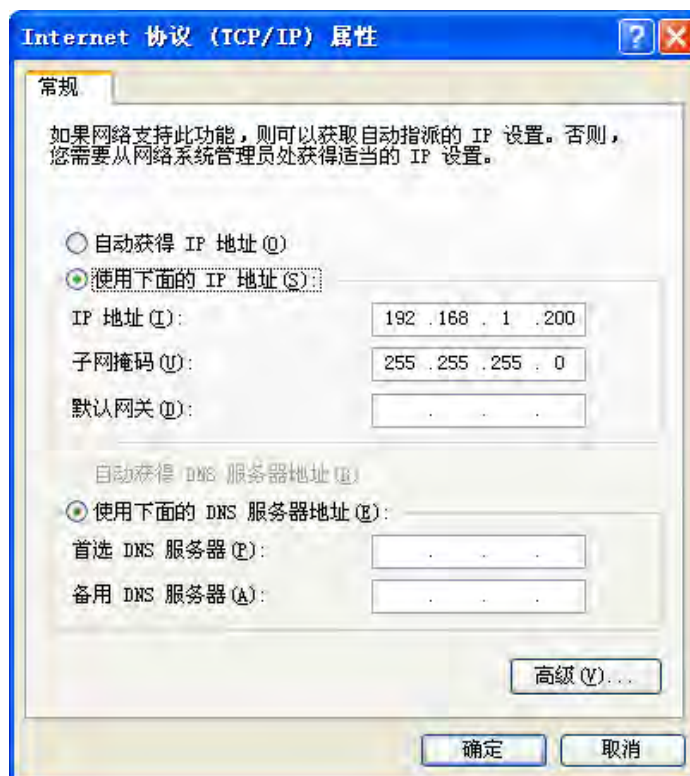 Internet 协议 (TCP/IP) 属性
常规
如果网络支持此功能，则可以获取自动指派的 IP 设置。否则，
您需要从网络系统管理员处获得适当的 IP 设置。
自动获得 IP 地址(O)
使用下面的 IP 地址(S):
IP 地址(I): 192 .168 . 1 .200
子网掩码(U): 255 .255 .255 . 0
默认网关(D): . . .
自动获得 DNS 服务器地址(B)
使用下面的 DNS 服务器地址(E):
首选 DNS 服务器(P): . . .
备用 DNS 服务器(A): . . .
高级(V)...
确定 取消